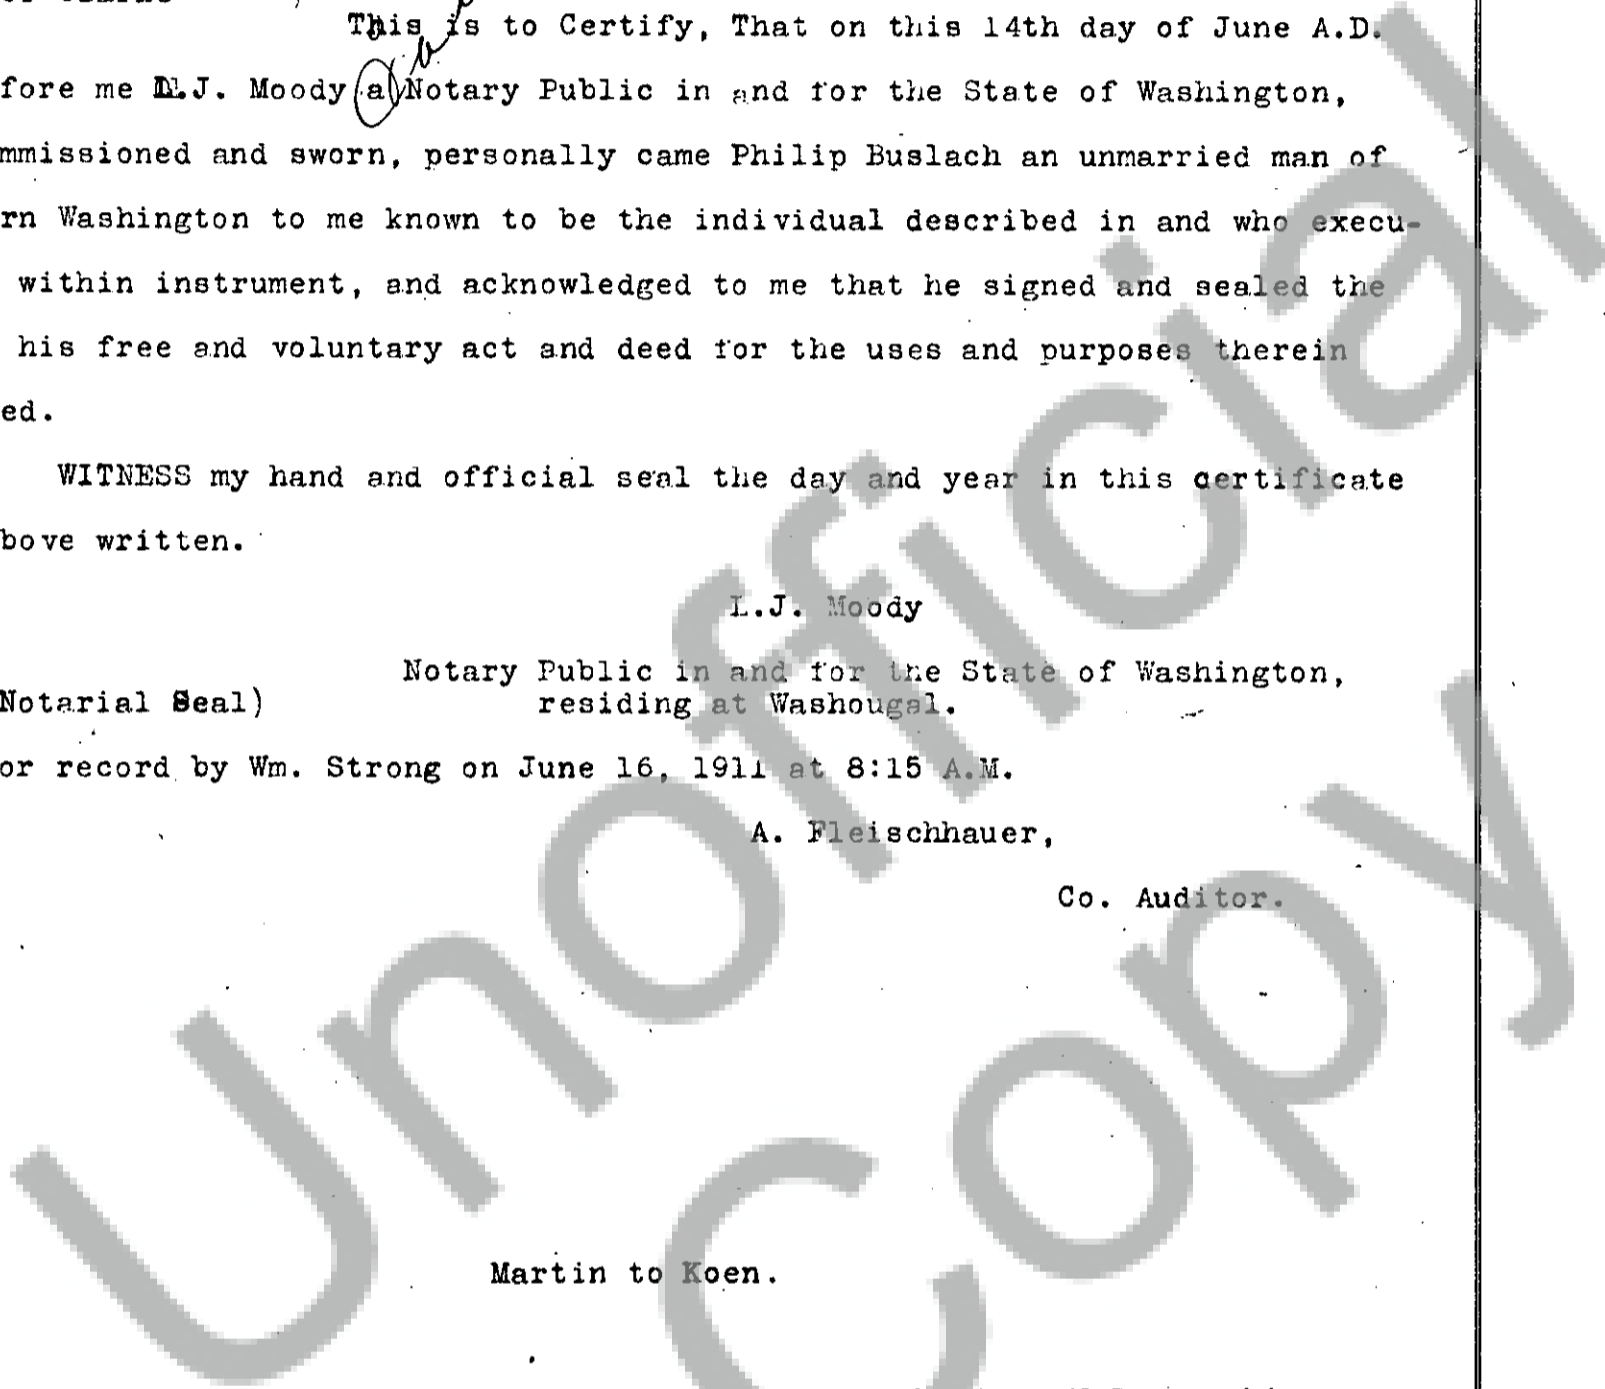 This is to Certify, That on this 14th day of June A.D.
fore me L.J. Moody a Notary Public in and for the State of Washington,
mmissioned and sworn, personally came Philip Buslach an unmarried man of
rn Washington to me known to be the individual described in and who execu-
within instrument, and acknowledged to me that he signed and sealed the
his free and voluntary act and deed for the uses and purposes therein
ed.
WITNESS my hand and official seal the day and year in this certificate
bove written.
L.J. Moody
Notary Public in and for the State of Washington,
Notarial Seal) residing at Washougal.
or record by Wm. Strong on June 16, 1911 at 8:15 A.M.
A. Fleischhauer,
Co. Auditor.
Martin to Koen.
Unofficial
Copy